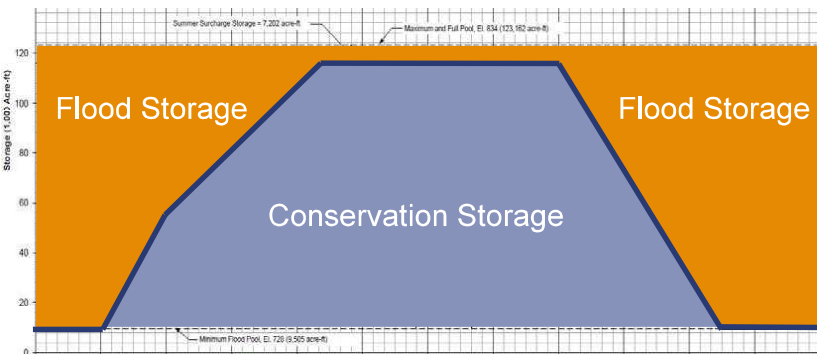 Summer Surcharge Storage = 7,202 acre-ft
Maximum and Full Pool, El. 834 (123,162 acre-ft)
120
Flood Storage
Flood Storage
100
Storage (1,00) Acre-ft)
80
60
Conservation Storage
40
20
Minimum Flood Pool, El. 728 (9,505 acre-ft)
0